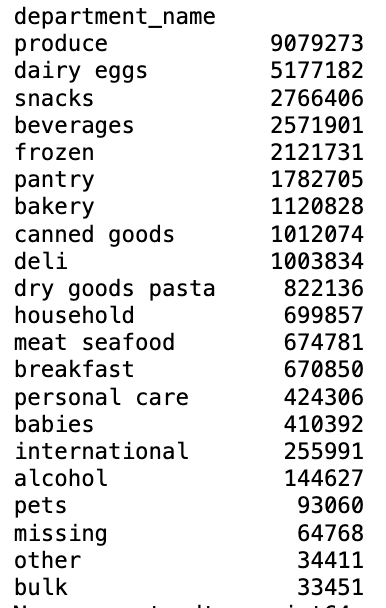 department_name
produce 9079273
dairy eggs 5177182
snacks 2766406
beverages 2571901
frozen 2121731
pantry 1782705
bakery 1120828
canned goods 1012074
deli 1003834
dry goods pasta 822136
household 699857
meat seafood 674781
breakfast 670850
personal care 424306
babies 410392
international 255991
alcohol 144627
pets 93060
missing 64768
other 34411
bulk 33451